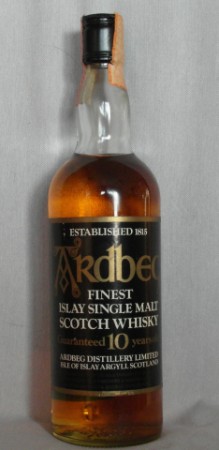 ESTABLISHED 1815
Ardbeg
FINEST
ISLAY SINGLE MALT
SCOTCH WHISKY
Guaranteed 10 years
ARDBEG DISTILLERY LIMITED
ISLE OF ISLAY ARGYLL SCOTLAND